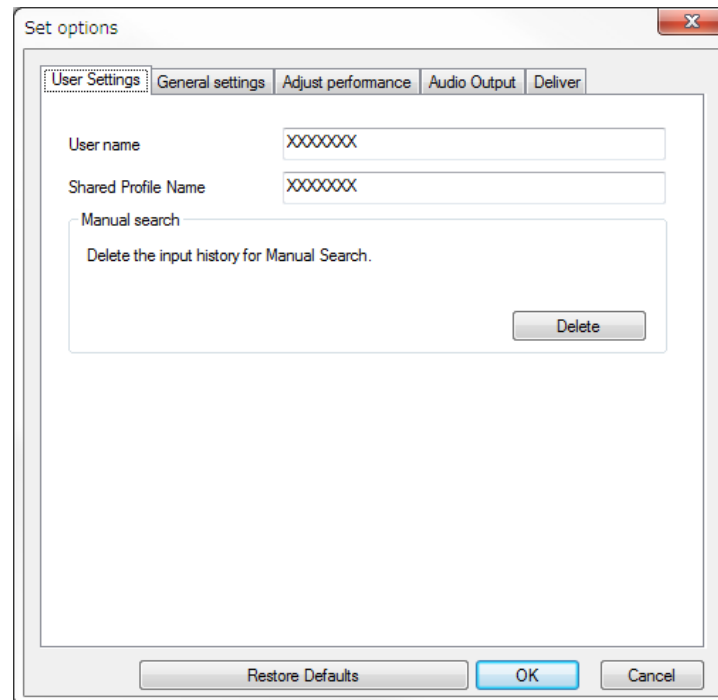 Set options
User Settings General settings Adjust performance Audio Output Deliver
User name XXXXXXX
Shared Profile Name XXXXXXX
Manual search
Delete the input history for Manual Search.
Delete
Restore Defaults OK Cancel